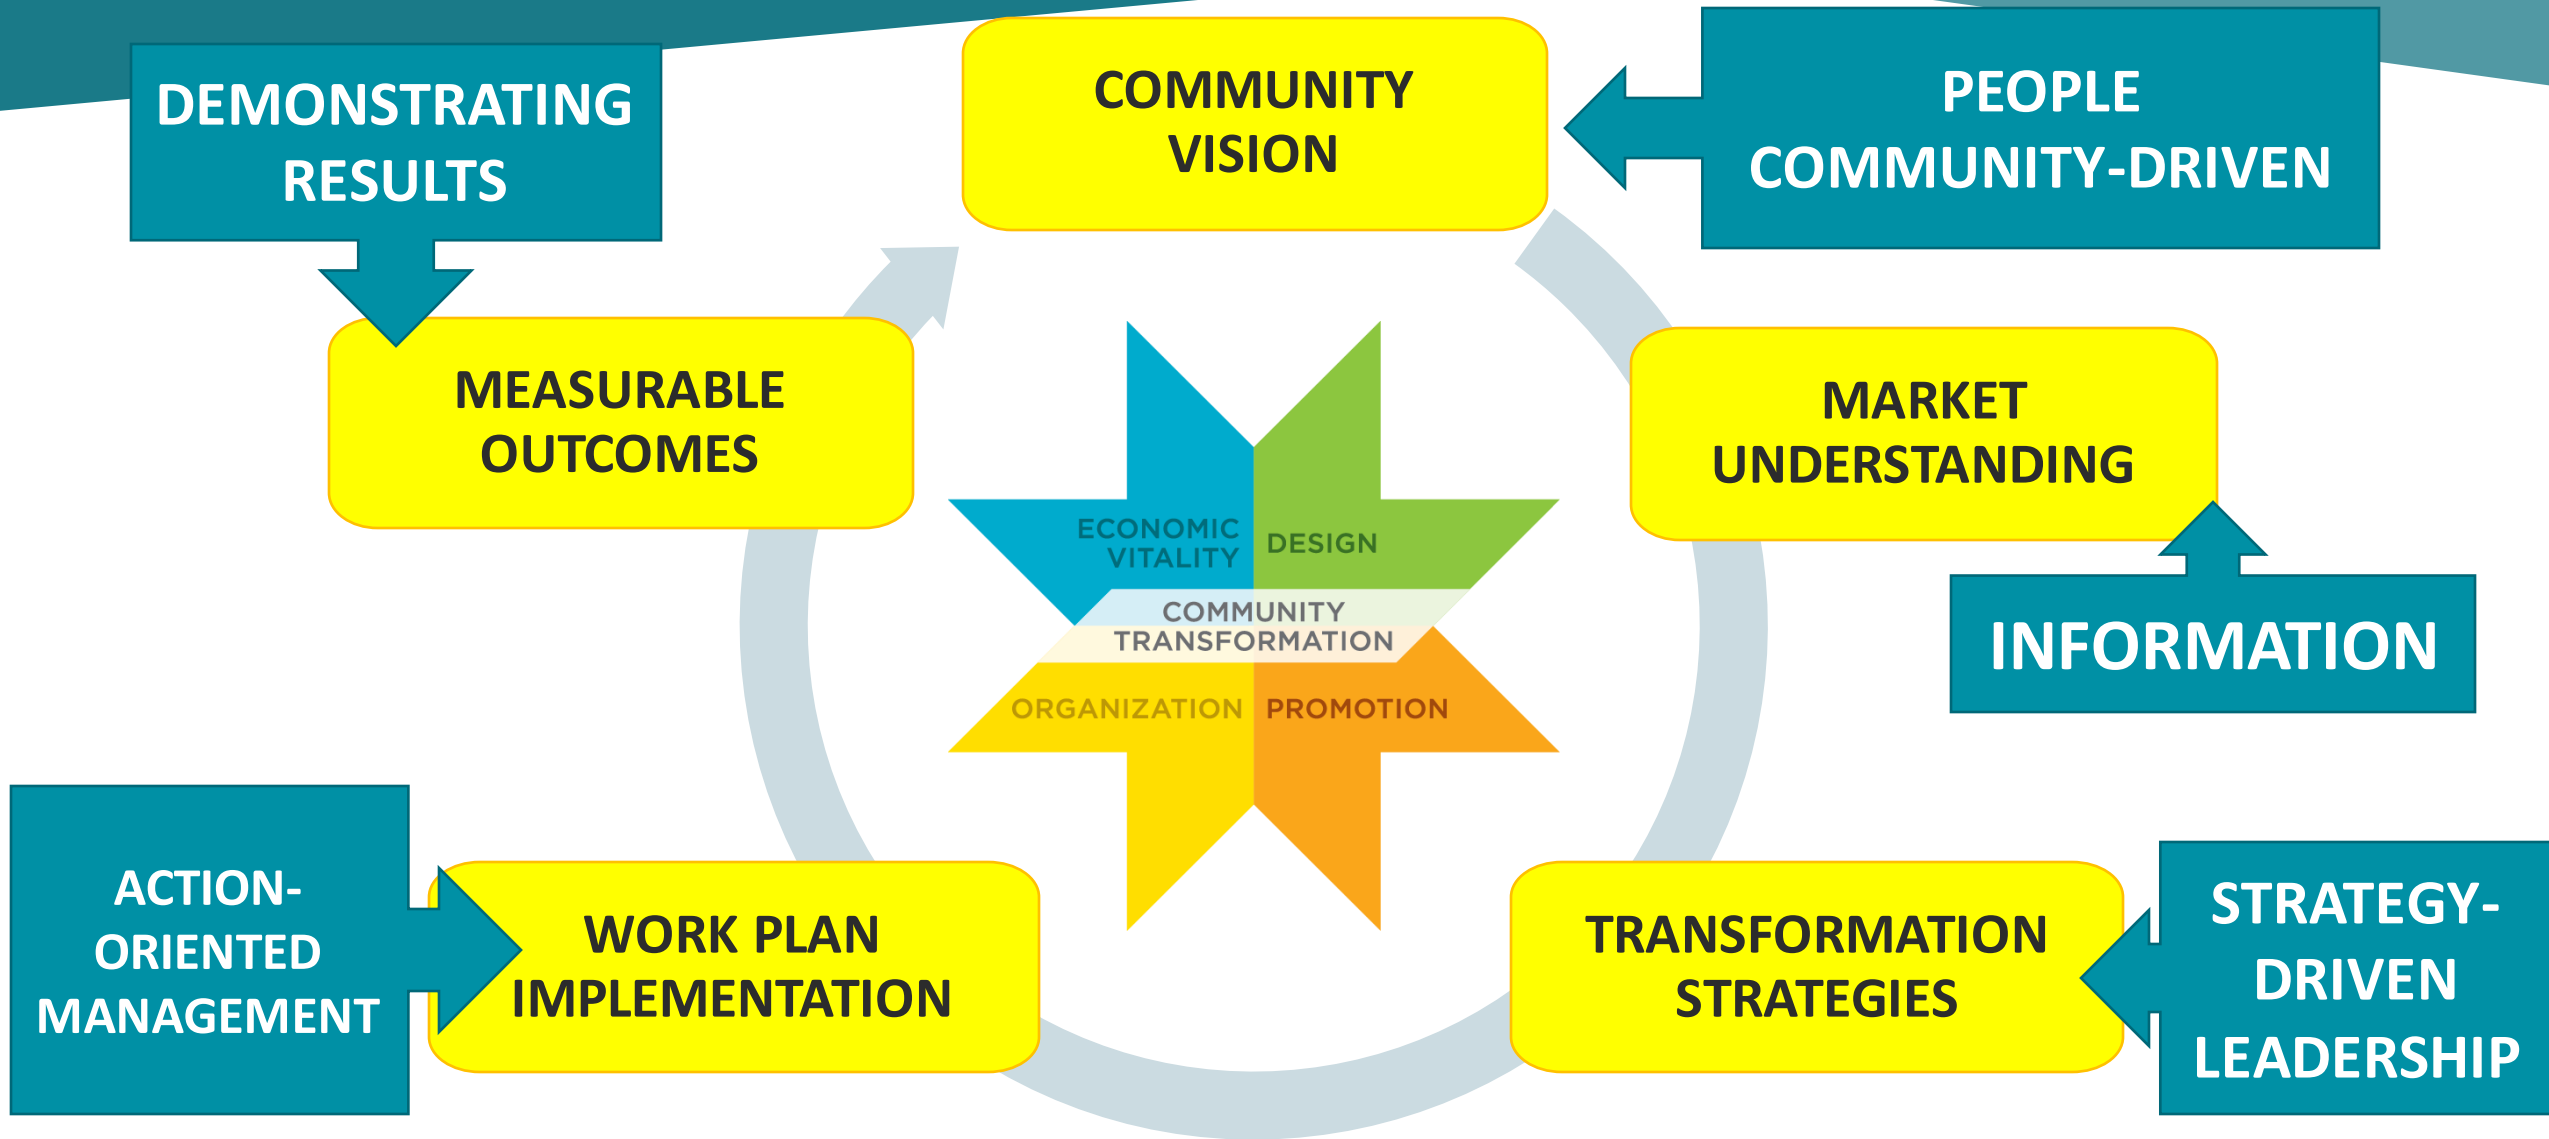 DEMONSTRATING
RESULTS
COMMUNITY
VISION
PEOPLE
COMMUNITY-DRIVEN
MEASURABLE
OUTCOMES
MARKET
UNDERSTANDING
ECONOMIC
VITALITY
DESIGN
COMMUNITY
TRANSFORMATION
INFORMATION
ORGANIZATION
PROMOTION
ACTION-
ORIENTED
MANAGEMENT
WORK PLAN
IMPLEMENTATION
TRANSFORMATION
STRATEGIES
STRATEGY-
DRIVEN
LEADERSHIP